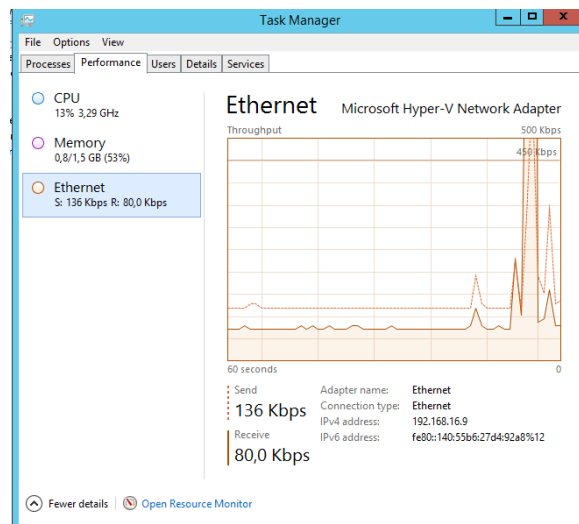 Task Manager
File Options View
Processes Performance Users Details Services
CPU
13% 3,29 GHz
Memory
0,8/1,5 GB (53%)
Ethernet
S: 136 Kbps R: 80,0 Kbps
Ethernet Microsoft Hyper-V Network Adapter
Throughput 500 Kbps
450 Kbps
60 seconds 0
Send
136 Kbps
Receive
80,0 Kbps
Adapter name: Ethernet
Connection type: Ethernet
IPv4 address: 192.168.16.9
IPv6 address: fe80::140:55b6:27d4:92a8%12
Fewer details Open Resource Monitor